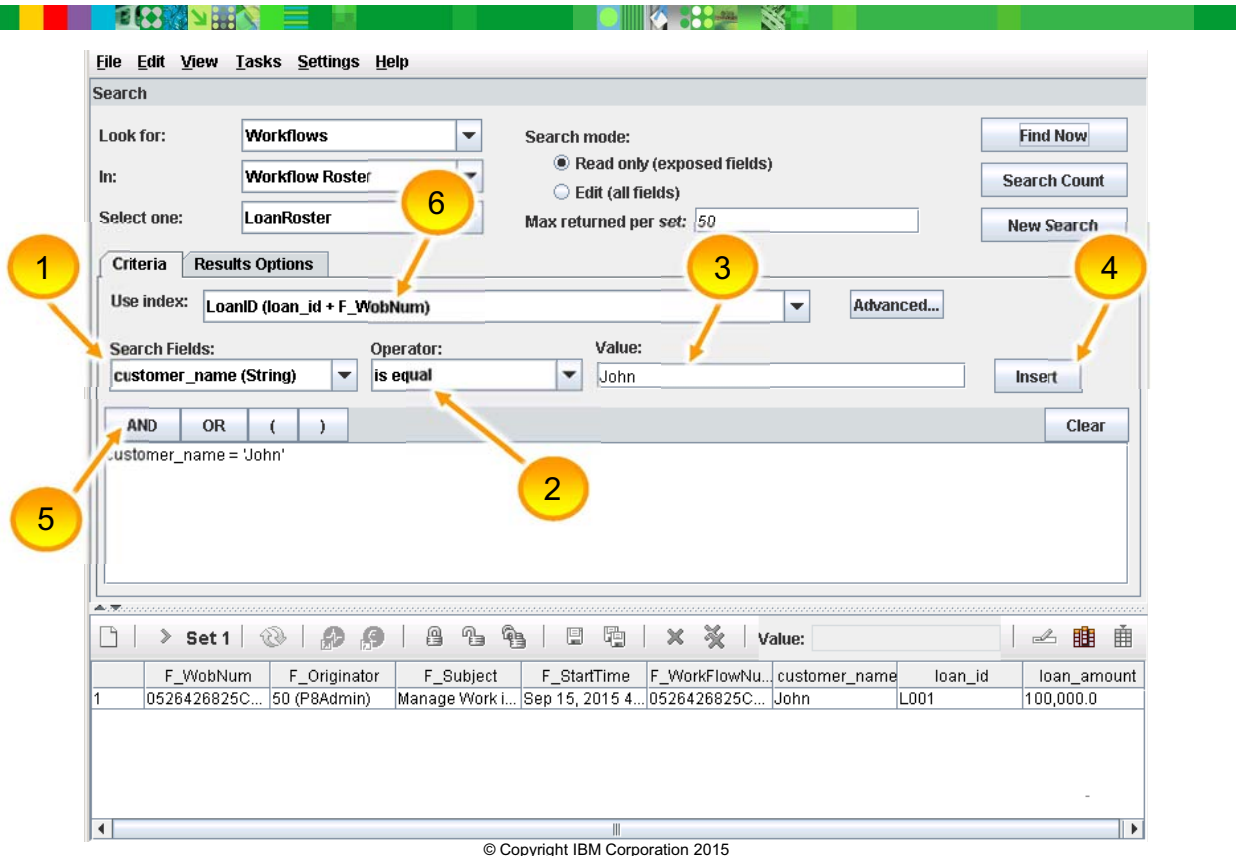 File Edit View Tasks Settings Help
Search
Look for: Workflows
In: Workflow Roster
Select one: LoanRoster
Search mode:
Read only (exposed fields)
Edit (all fields)
Max returned per set: 50
Find Now
Search Count
New Search
6
1
3
4
Criteria Results Options
Use index: LoanID (loan_id + F_WobNum) Advanced...
Search Fields: Operator: Value:
customer_name (String) is equal John Insert
AND OR ( ) Clear
customer_name = 'John'
2
5
Set 1 Value:
F_WobNum F_Originator F_Subject F_StartTime F_WorkFlowNu... customer_name loan_id loan_amount
1 0526426825C... 50 (P8Admin) Manage Work i... Sep 15, 2015 4... 0526426825C... John L001 100,000.0
© Copyright IBM Corporation 2015